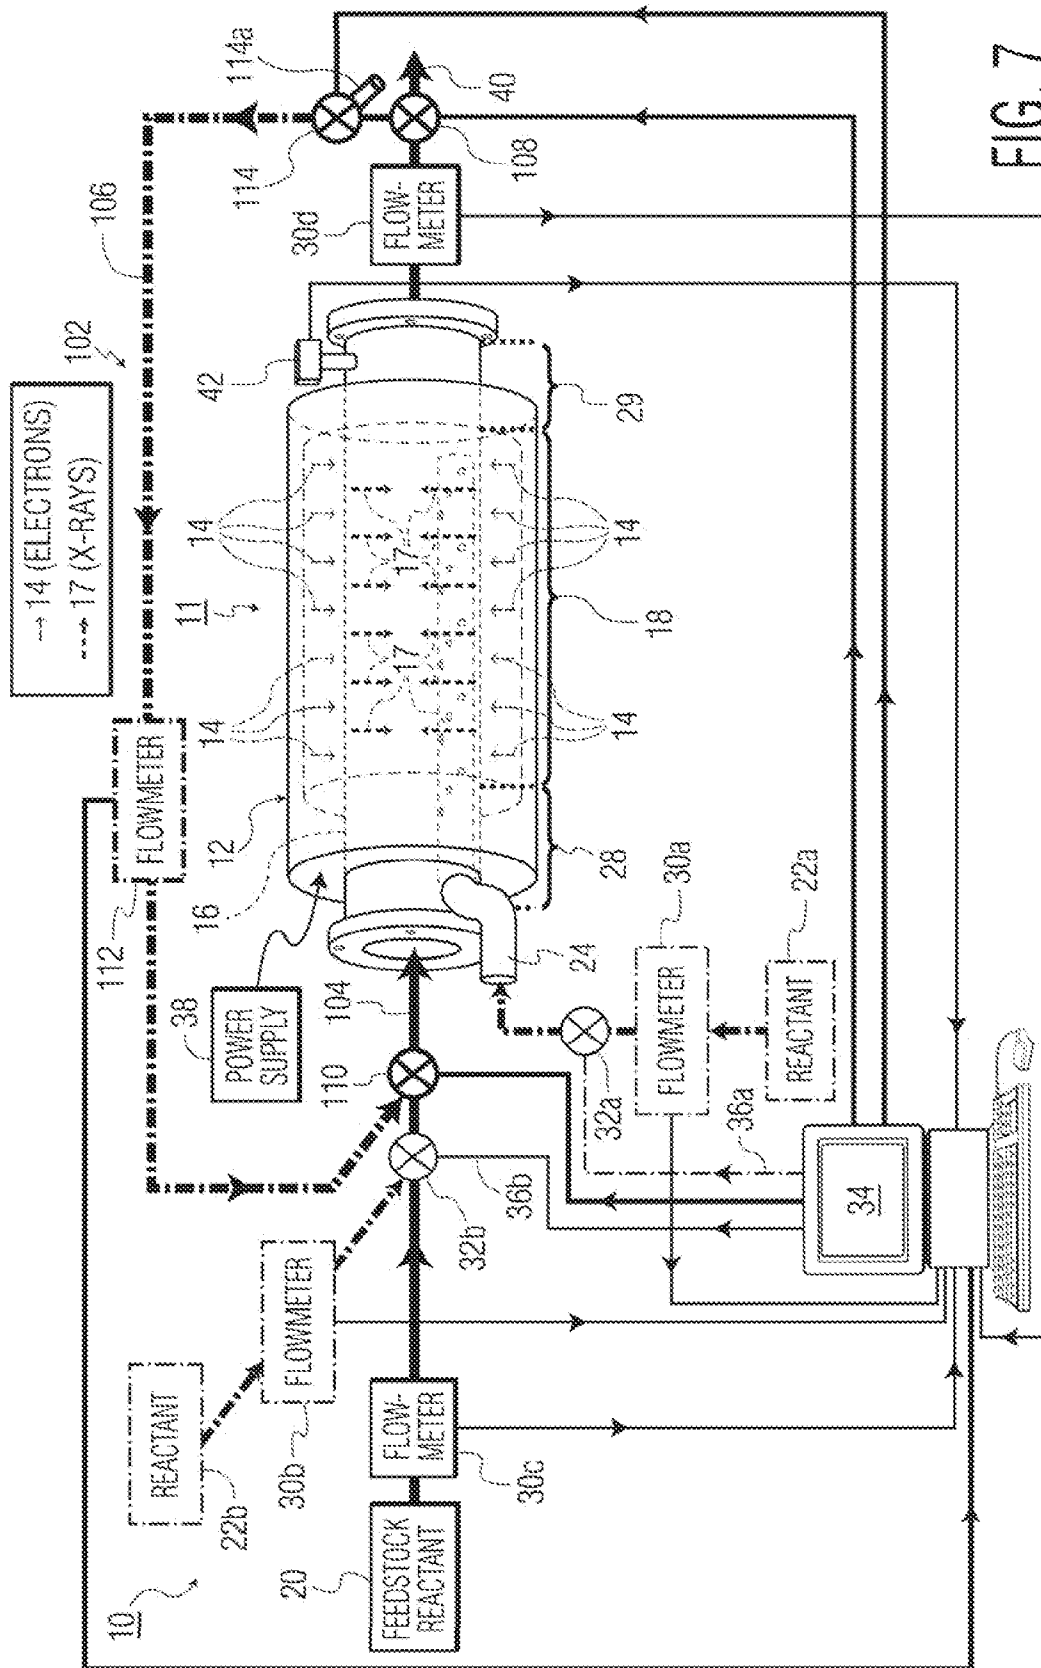 → 14 (ELECTRONS)
17 (X-RAYS)
102
106
114a
114
40
108
FLOW-
METER
30d
42
11
14
14
17
17
14
14
29
18
28
12
16
FLOWMETER
112
38
POWER
SUPPLY
104
110
24
32a
FLOWMETER
30a
REACTANT
22a
36a
36b
32b
34
10
REACTANT
22b
FLOWMETER
30b
FLOW-
METER
30c
20
FEEDSTOCK
REACTANT
FIG. 7